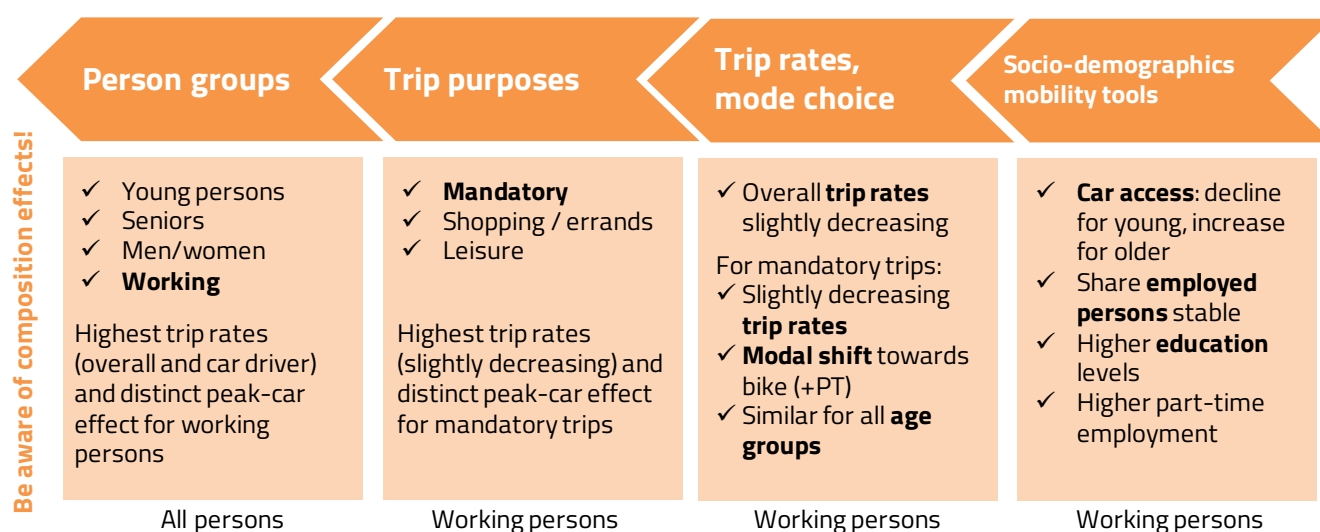 Person groups
Trip purposes
Trip rates,
mode choice
Socio-demographics
mobility tools
Be aware of composition effects!
✓ Young persons
✓ Seniors
✓ Men/women
✓ Working
Highest trip rates
(overall and car driver)
and distinct peak-car
effect for working
persons
✓ Mandatory
✓ Shopping / errands
✓ Leisure
Highest trip rates
(slightly decreasing) and
distinct peak-car effect
for mandatory trips
✓ Overall trip rates
slightly decreasing
For mandatory trips:
✓ Slightly decreasing
trip rates
✓ Modal shift towards
bike (+PT)
✓ Similar for all age
groups
✓ Car access: decline
for young, increase
for older
✓ Share employed
persons stable
✓ Higher education
levels
✓ Higher part-time
employment
All persons
Working persons
Working persons
Working persons